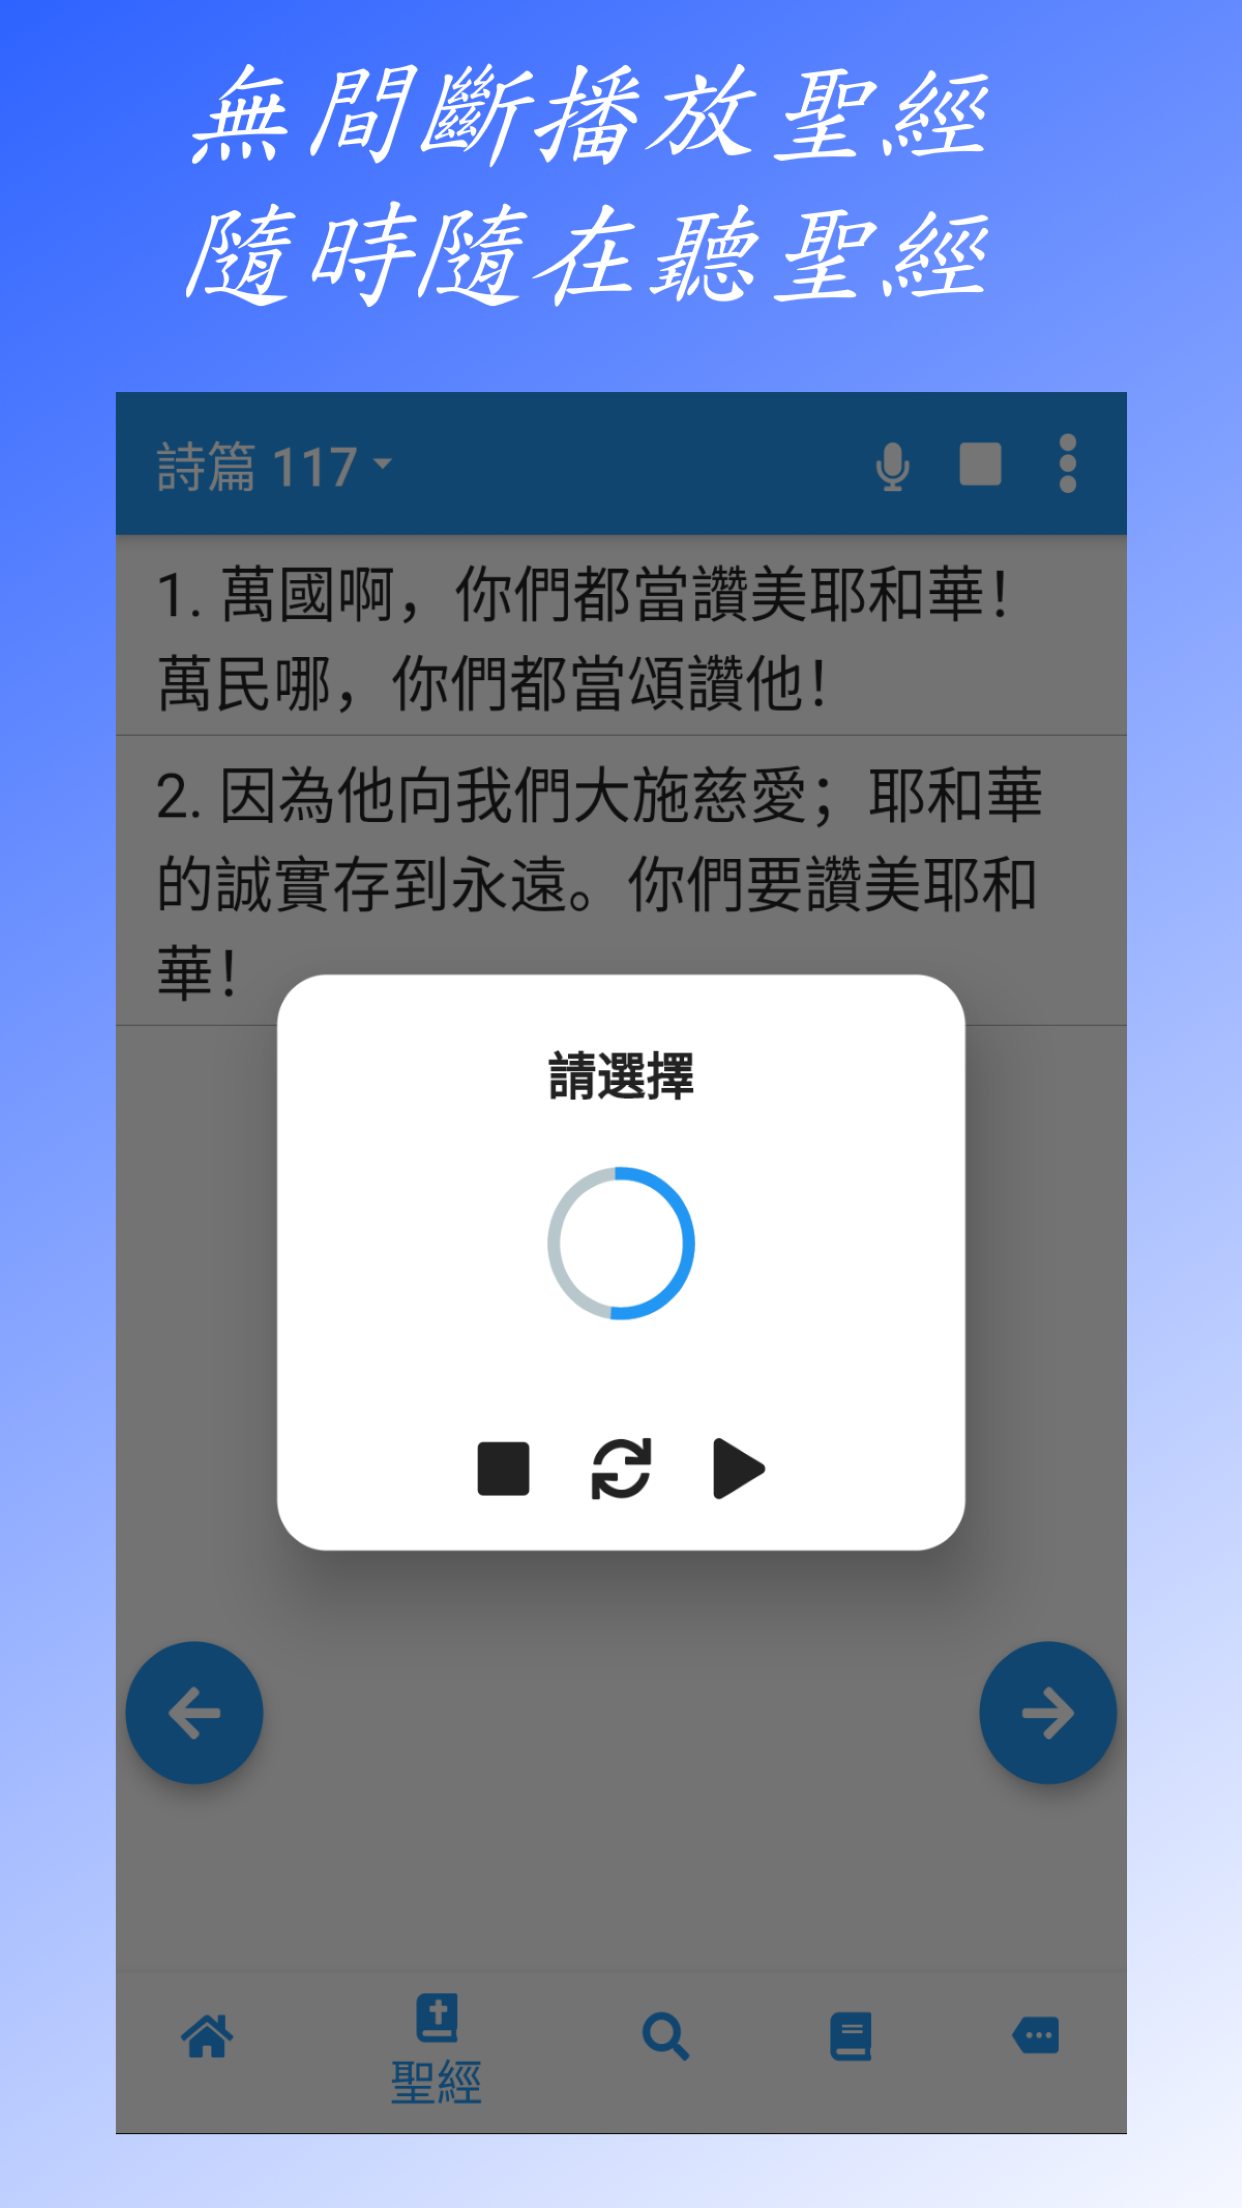 無間斷播放聖經
隨時隨在聽聖經
詩篇 117
1. 萬國啊，你們都當讚美耶和華！
萬民哪，你們都當頌讚他！
2. 因為他向我們大施慈愛；耶和華
的誠實存到永遠。你們要讚美耶和
華！
請選擇
聖經